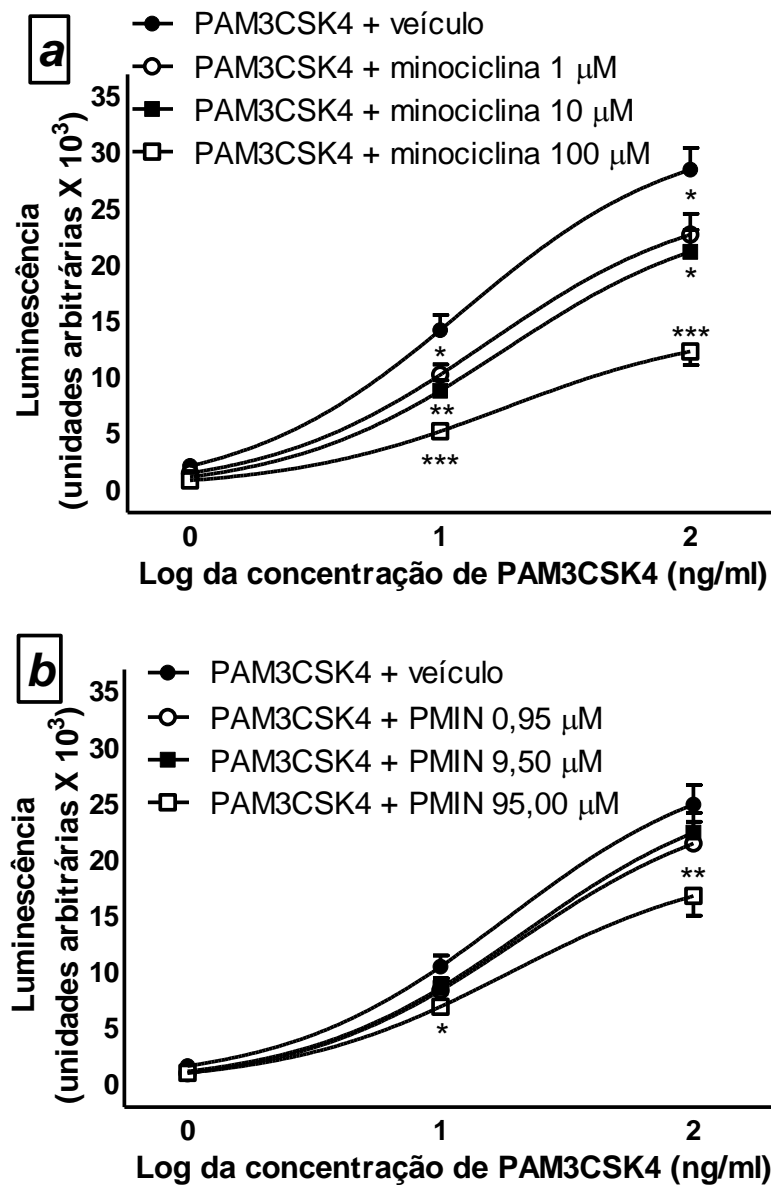 a
PAM3CSK4 + veículo
PAM3CSK4 + minociclina 1 μM
PAM3CSK4 + minociclina 10 μM
PAM3CSK4 + minociclina 100 μM
Luminescência
(unidades arbitrárias X 10³)
35
30
25
20
15
10
5
0
*
*
***
*
**
***
0 1 2
Log da concentração de PAM3CSK4 (ng/ml)
b
PAM3CSK4 + veículo
PAM3CSK4 + PMIN 0,95 μM
PAM3CSK4 + PMIN 9,50 μM
PAM3CSK4 + PMIN 95,00 μM
Luminescência
(unidades arbitrárias X 10³)
35
30
25
20
15
10
5
0
**
*
0 1 2
Log da concentração de PAM3CSK4 (ng/ml)